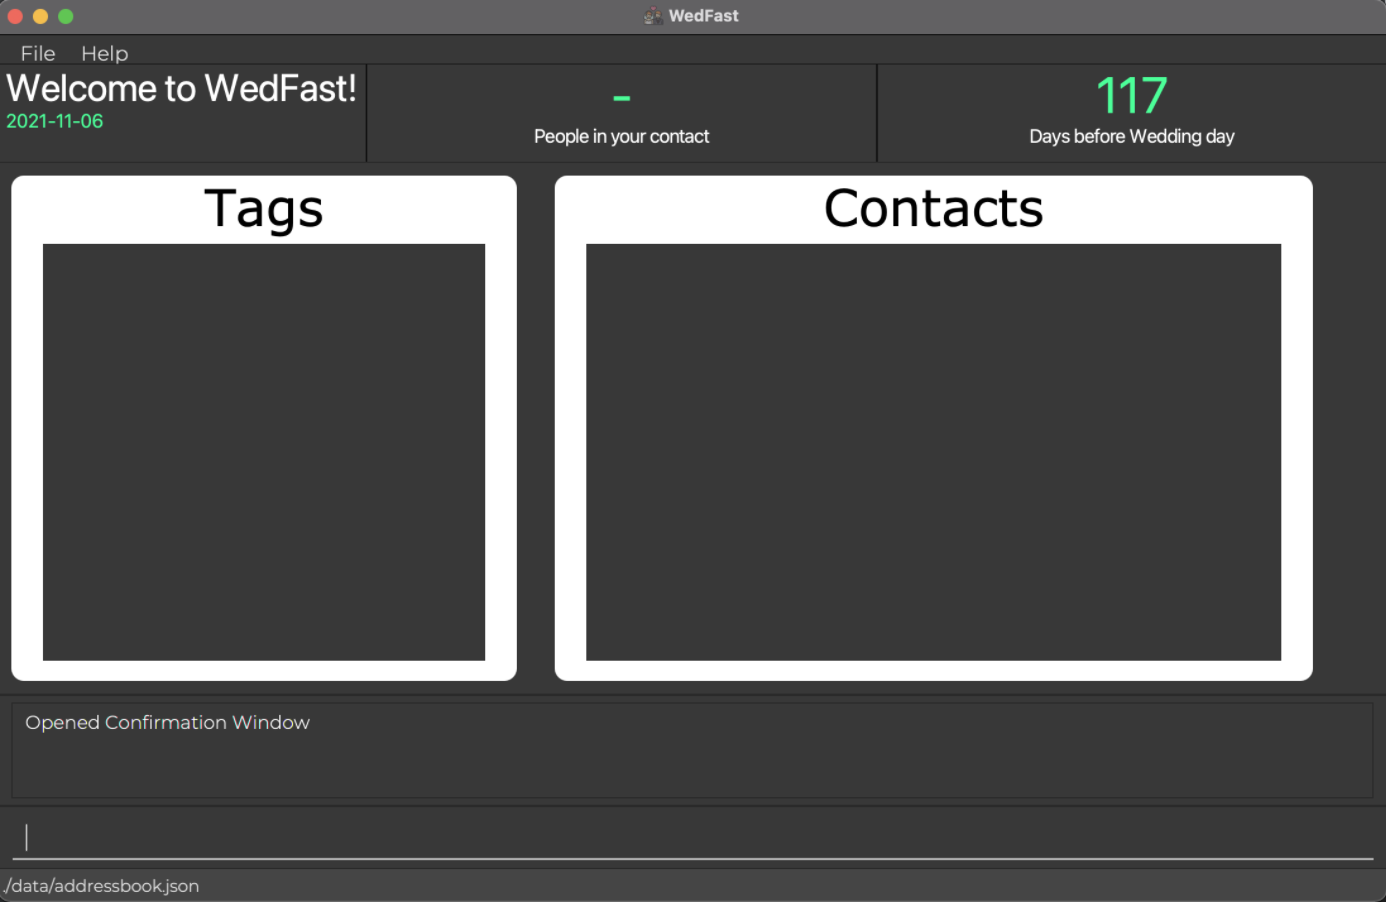 WedFast
File Help
Welcome to WedFast!
2021-11-06
-
People in your contact
117
Days before Wedding day
Tags
Contacts
Opened Confirmation Window
./data/addressbook.json